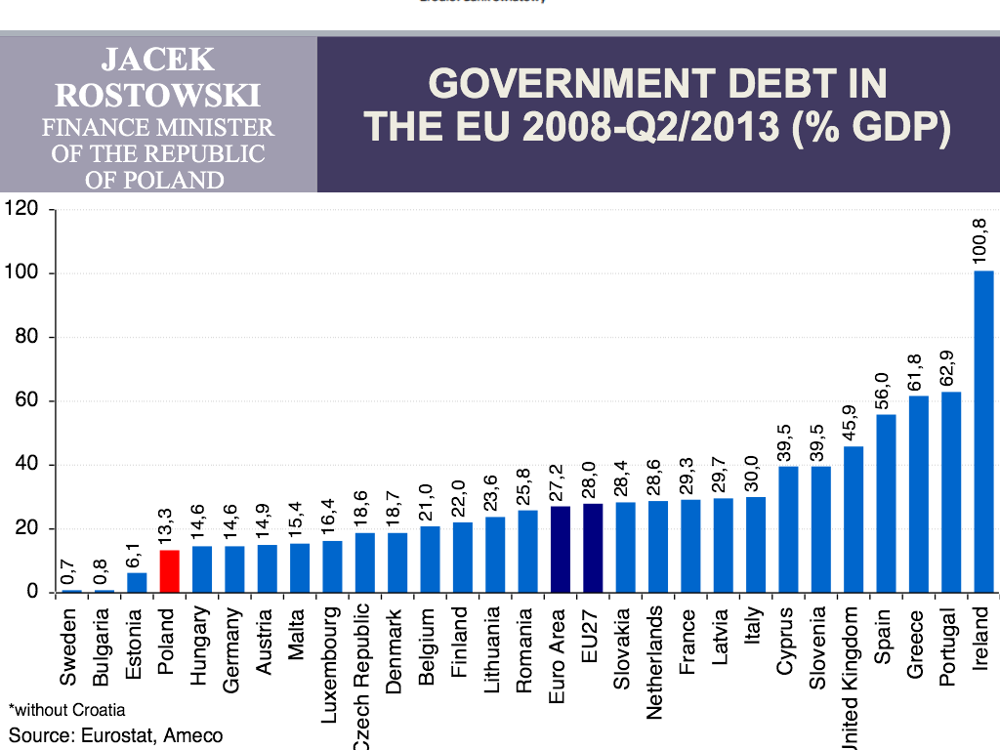 JACEK
ROSTOWSKI
FINANCE MINISTER
OF THE REPUBLIC
OF POLAND
GOVERNMENT DEBT IN
THE EU 2008-Q2/2013 (% GDP)
120
100
80
60
40
20
0
0,7
0,8
6,1
13,3
14,6
14,6
14,9
15,4
16,4
18,6
18,7
21,0
22,0
23,6
25,8
27,2
28,0
28,4
28,6
29,3
29,7
30,0
39,5
39,5
45,9
56,0
61,8
62,9
100,8
Sweden
Bulgaria
Estonia
Poland
Hungary
Germany
Austria
Malta
Luxembourg
Czech Republic
Denmark
Belgium
Finland
Lithuania
Romania
Euro Area
EU27
Slovakia
Netherlands
France
Latvia
Italy
Cyprus
Slovenia
United Kingdom
Spain
Greece
Portugal
Ireland
*without Croatia
Source: Eurostat, Ameco